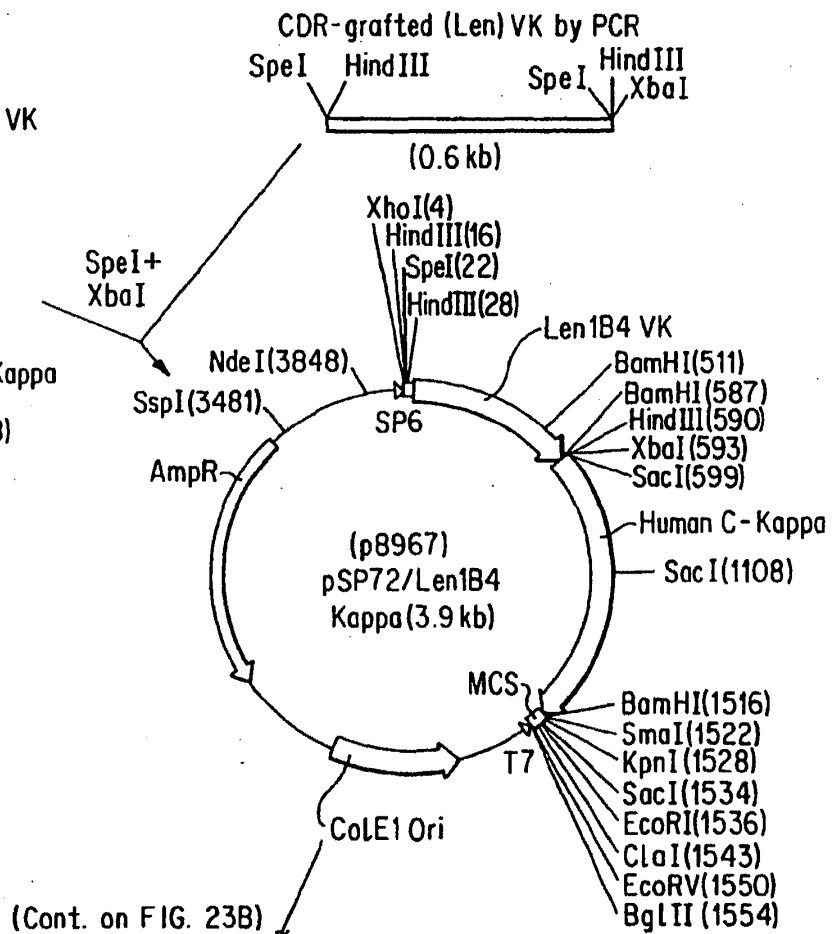 CDR-grafted (Len) VK by PCR
SpeI
HindIII
SpeI
HindIII
XbaI
VK
(0.6 kb)
XhoI(4)
HindIII(16)
SpeI(22)
HindIII(28)
SpeI+
XbaI
Len1B4 VK
NdeI(3848)
BamHI(511)
Kappa
BamHI(587)
SspI(3481)
HindIII(590)
)
SP6
XbaI(593)
AmpR
SacI(599)
Human C-Kappa
(p8967)
pSP72/Len1B4
Kappa(3.9 kb)
SacI(1108)
MCS
BamHI(1516)
SmaI(1522)
T7
KpnI(1528)
SacI(1534)
EcoRI(1536)
ColE1 Ori
ClaI(1543)
EcoRV(1550)
BglII (1554)
(Cont. on FIG. 23B)